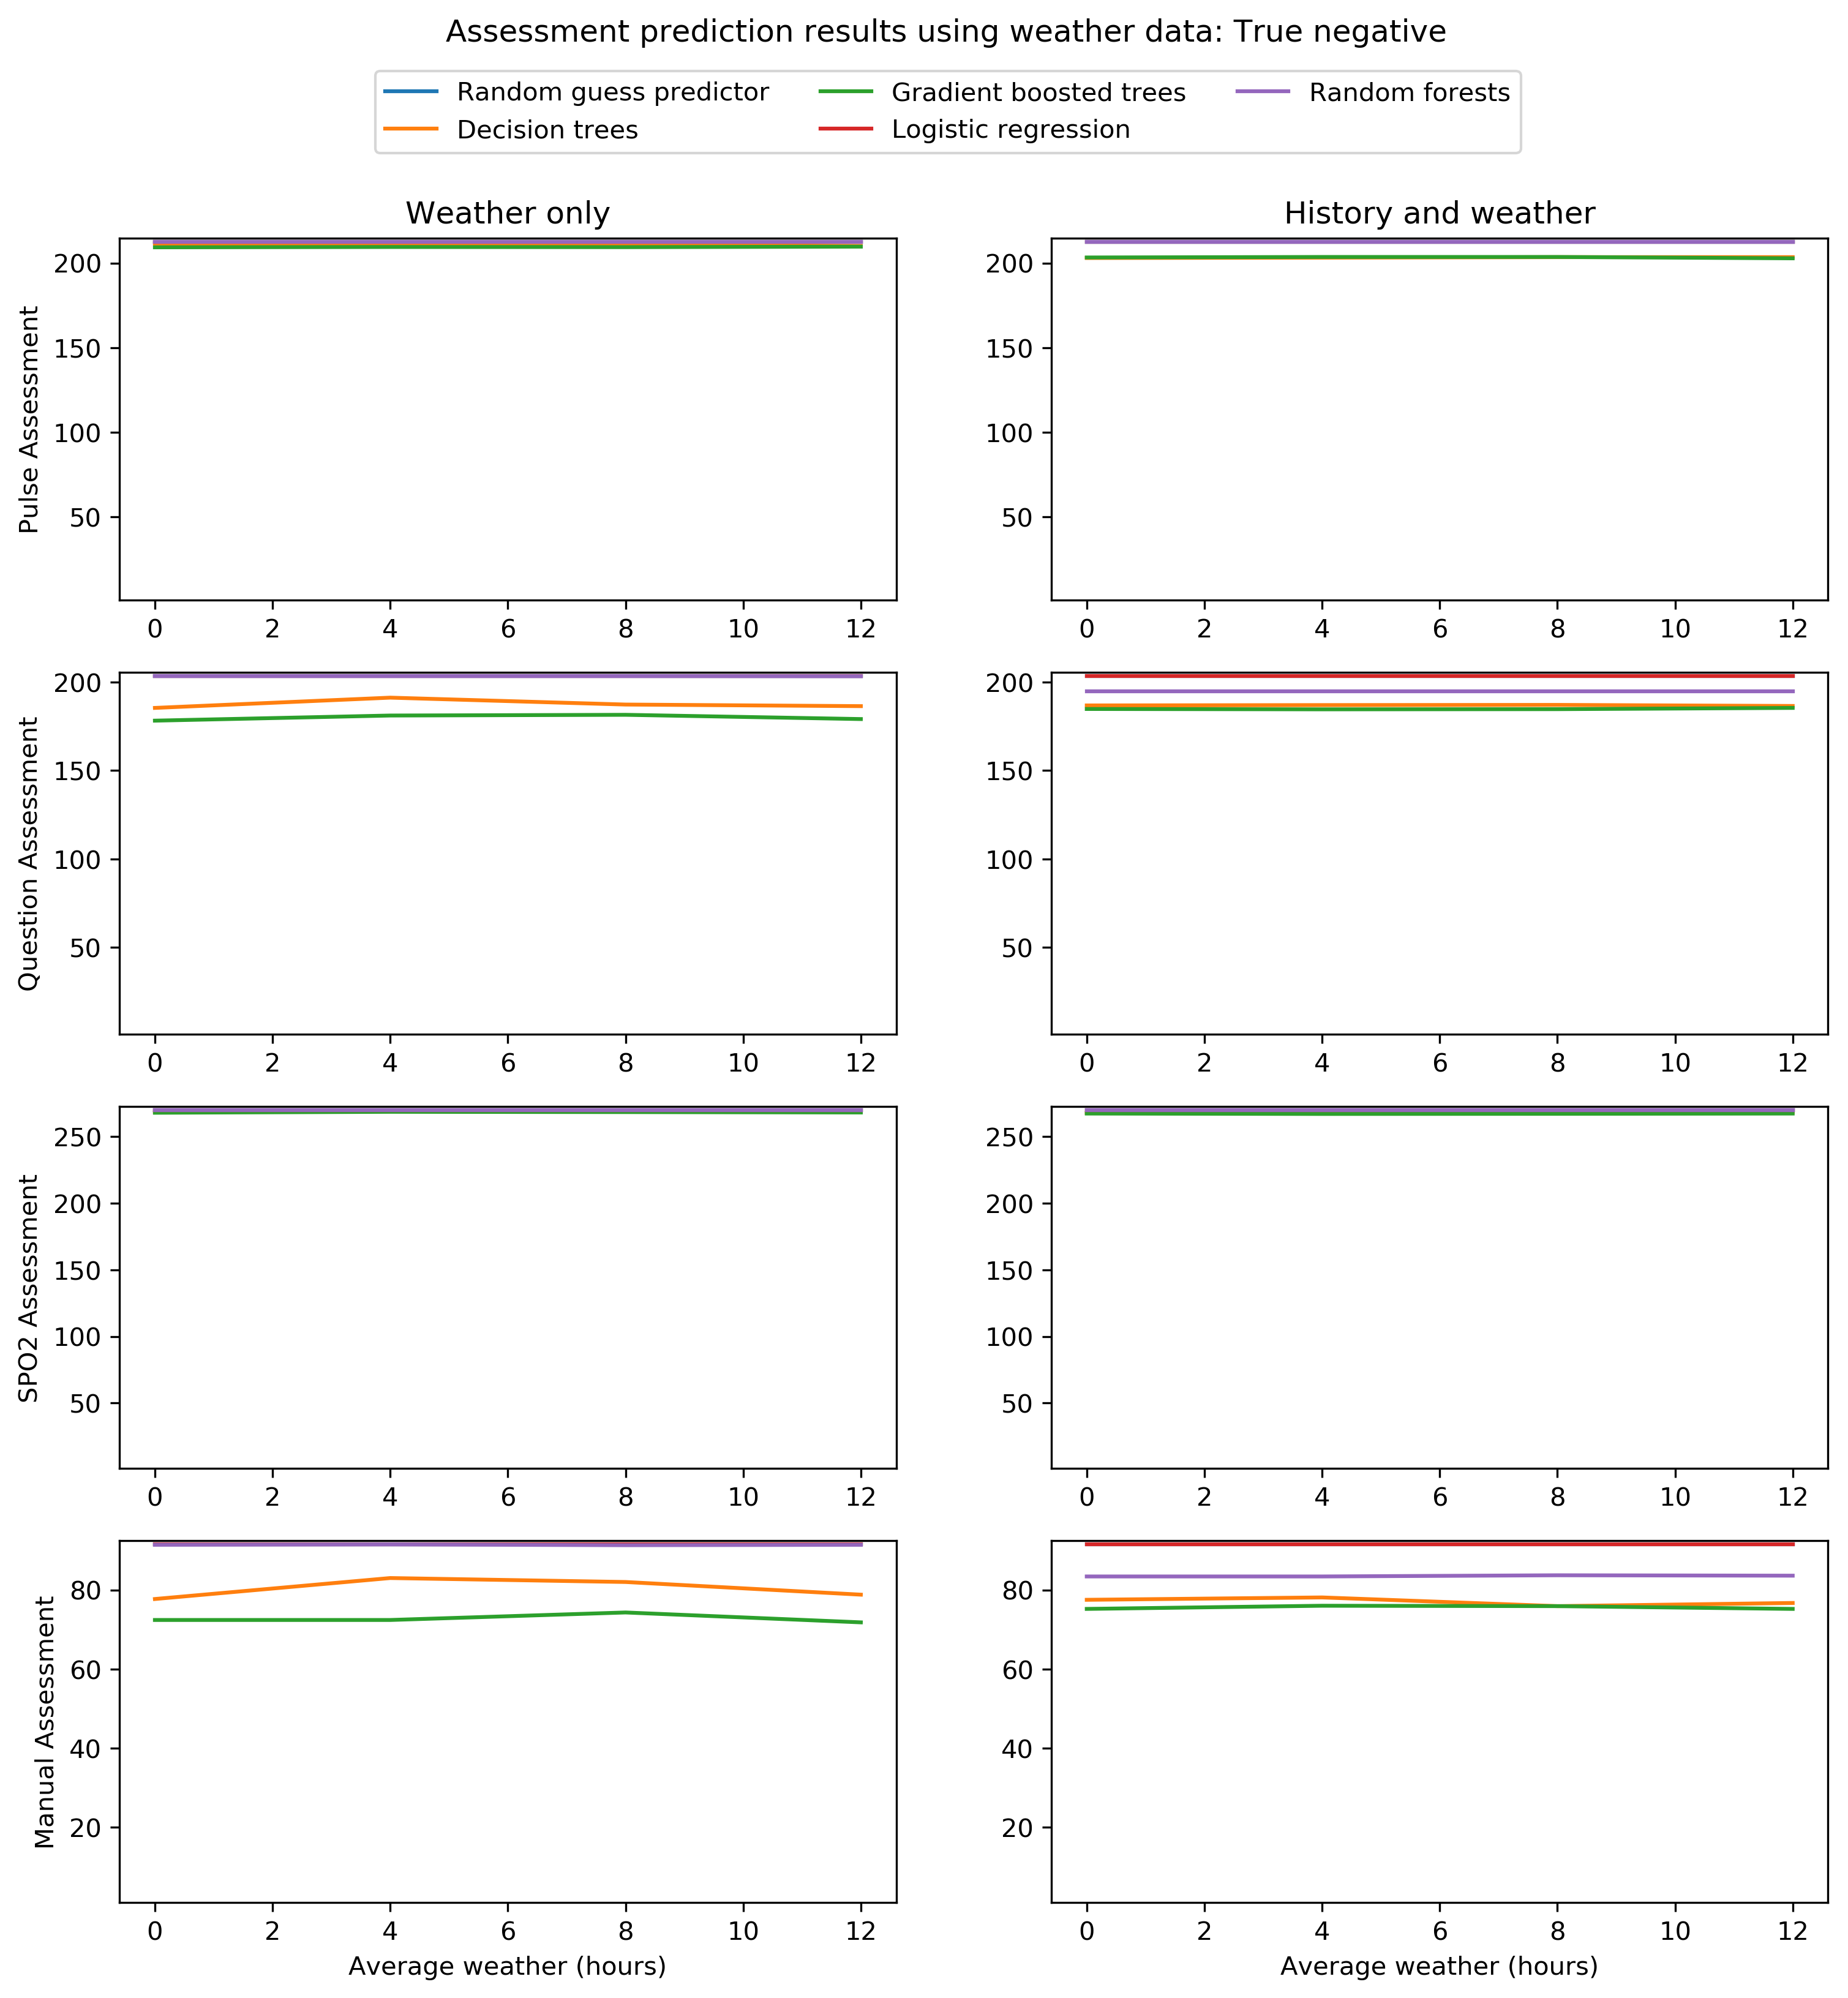 Assessment prediction results using weather data: True negative
Random guess predictor
Decision trees
Gradient boosted trees
Logistic regression
Random forests
Weather only
History and weather
Pulse Assessment
200
150
100
50
0 2 4 6 8 10 12
200
150
100
50
0 2 4 6 8 10 12
Question Assessment
200
150
100
50
0 2 4 6 8 10 12
200
150
100
50
0 2 4 6 8 10 12
SPO2 Assessment
250
200
150
100
50
0 2 4 6 8 10 12
250
200
150
100
50
0 2 4 6 8 10 12
Manual Assessment
80
60
40
20
0 2 4 6 8 10 12
Average weather (hours)
80
60
40
20
0 2 4 6 8 10 12
Average weather (hours)